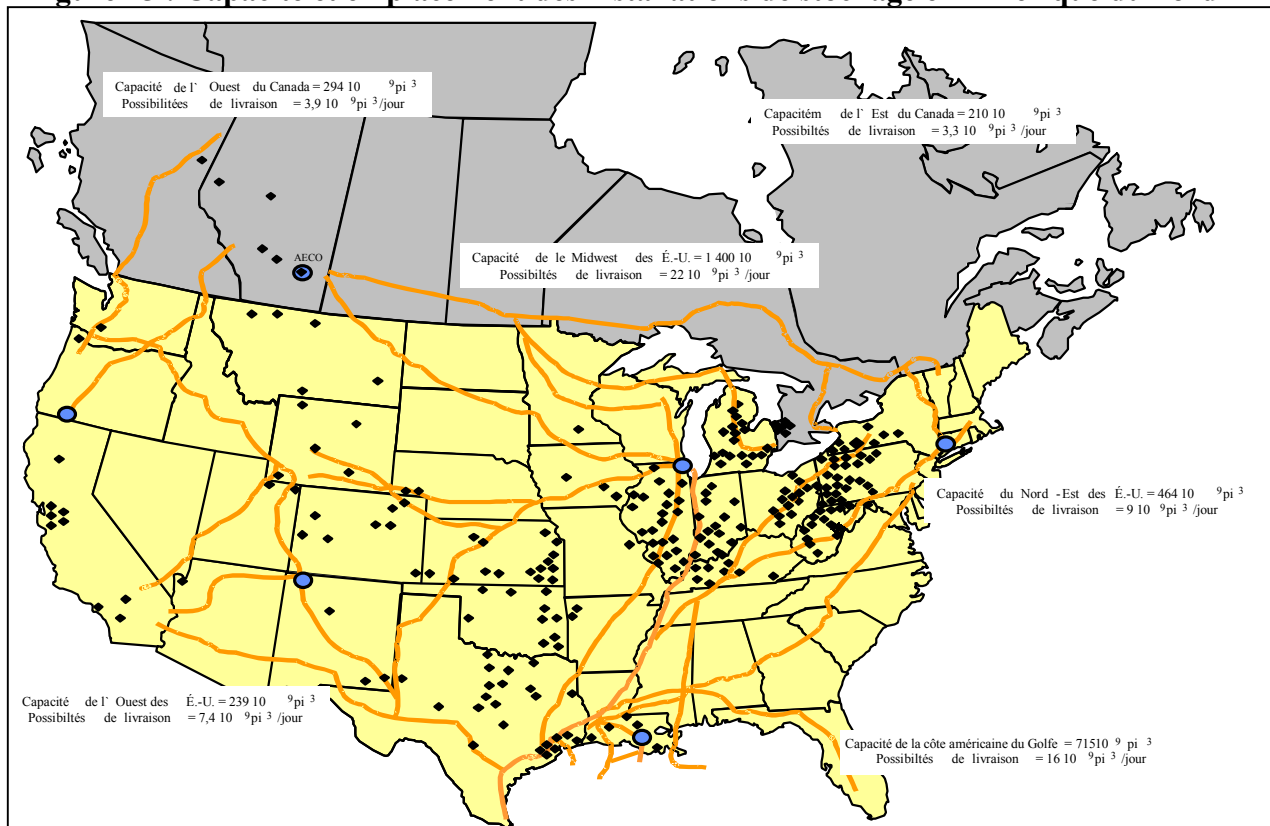 Capacité de l` Ouest du Canada = 294 10 9pi 3
Possibilitées de livraison = 3,9 10 9pi 3 /jour
Capacitém de l` Est du Canada = 210 10 9pi 3
Possibiltés de livraison = 3,3 10 9pi 3 /jour
AECO
Capacité de le Midwest des É.-U. = 1 400 10 9pi 3
Possibiltés de livraison = 22 10 9pi 3 /jour
Capacité du Nord -Est des É.-U. = 464 10 9pi 3
Possibiltés de livraison = 9 10 9pi 3 /jour
Capacité de l` Ouest des É.-U. = 239 10 9pi 3
Possibiltés de livraison = 7,4 10 9pi 3 /jour
Capacité de la côte américaine du Golfe = 71510 9 pi 3
Possibiltés de livraison = 16 10 9pi 3 /jour